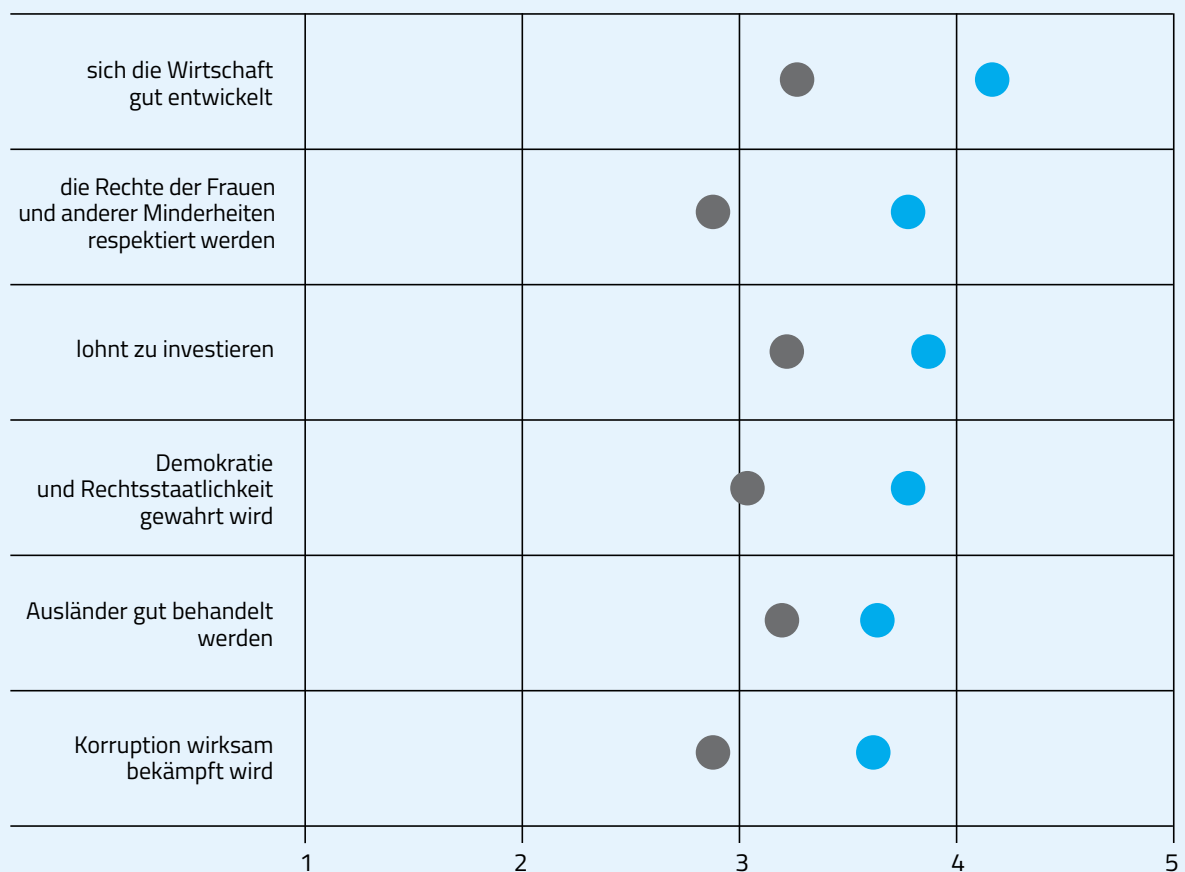 sich die Wirtschaft
gut entwickelt
die Rechte der Frauen
und anderer Minderheiten
respektiert werden
lohnt zu investieren
Demokratie
und Rechtsstaatlichkeit
gewahrt wird
Ausländer gut behandelt
werden
Korruption wirksam
bekämpft wird
1 2 3 4 5